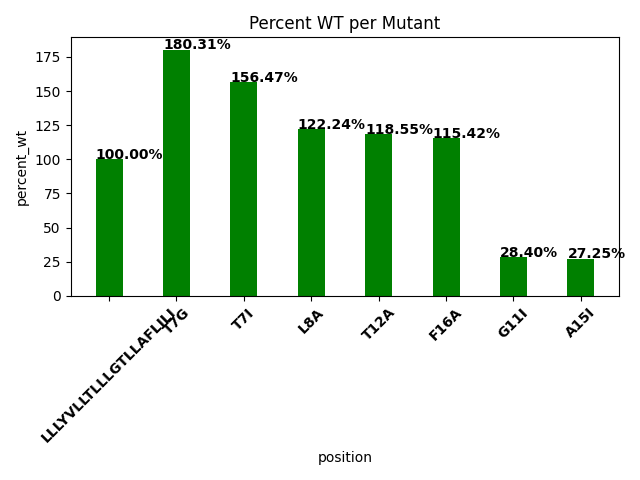 Percent WT per Mutant
percent_wt
175
150
125
100
75
50
25
0
100.00%
180.31%
156.47%
122.24%
118.55%
115.42%
28.40%
27.25%
LLLYVLLTLLLGTLLAFLILI
T7G
T7I
L8A
T12A
F16A
G11I
A15I
position